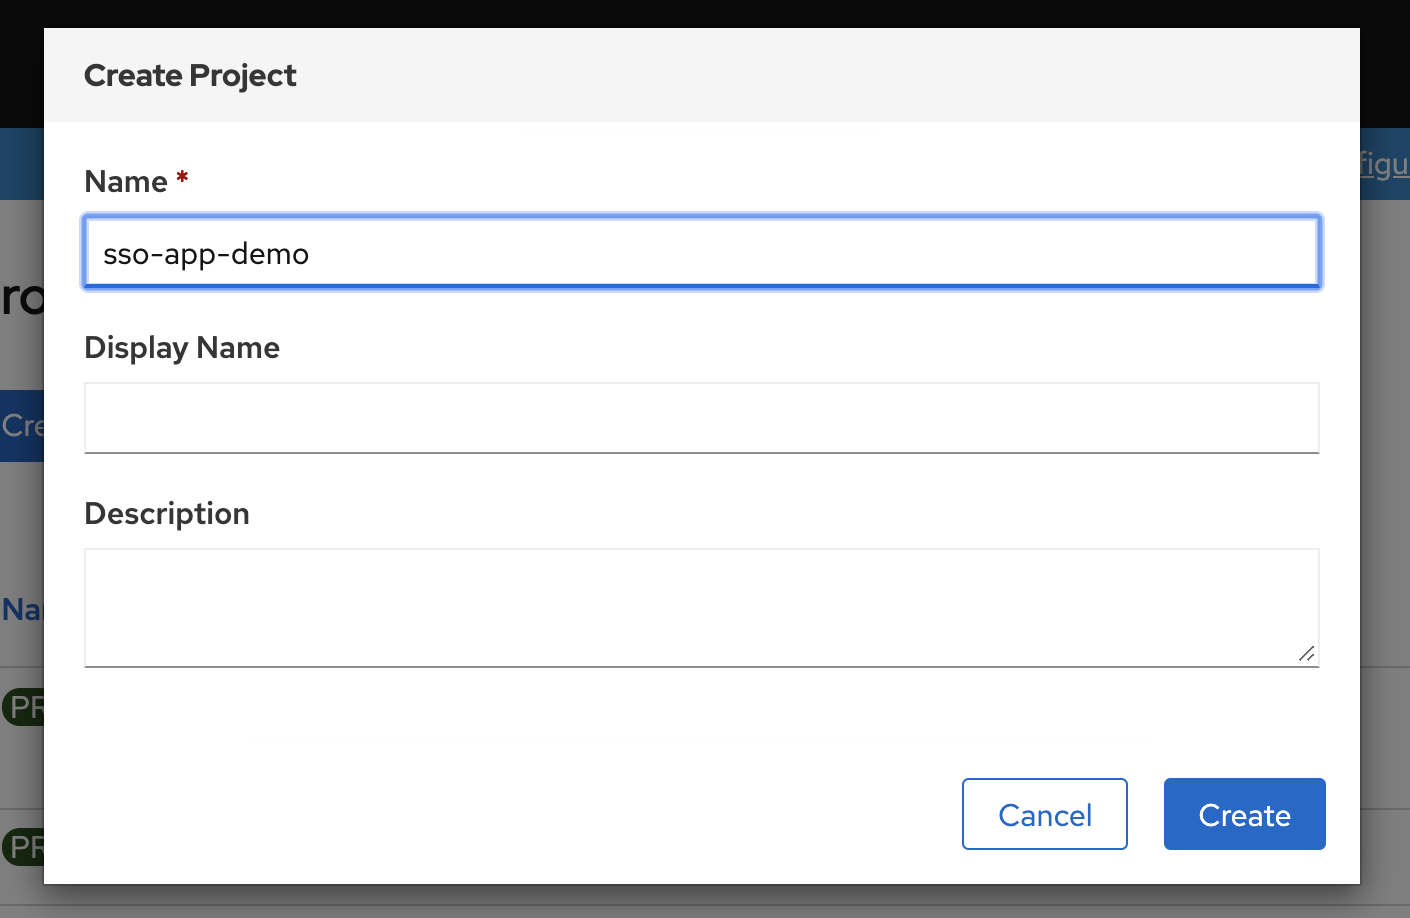 Create Project
figu
Name *
sso-app-demo
ro
Display Name
Cre
Description
Na
PR
PR
Cancel
Create